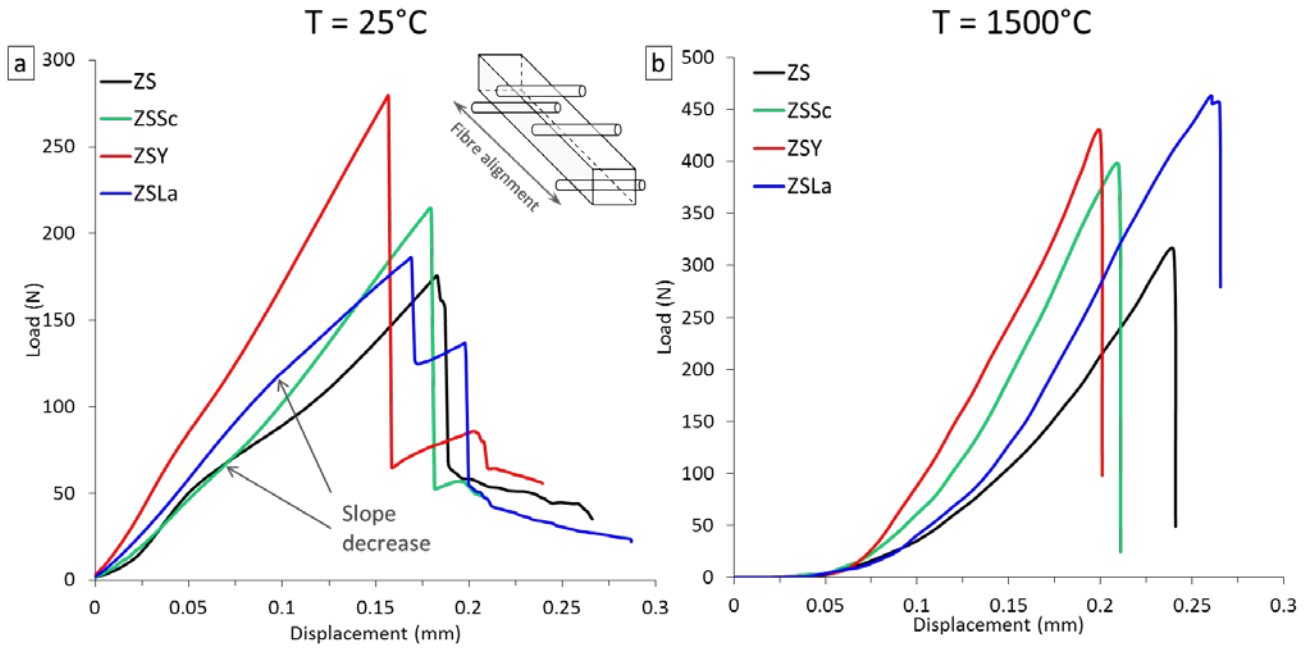 T = 25°C
T = 1500°C
a
ZS
ZSSc
ZSY
ZSLa
Fibre alignment
Slope
decrease
Load (N)
300
250
200
150
100
50
0
0
0.05
0.1
0.15
0.2
0.25
0.3
Displacement (mm)
b
ZS
ZSSc
ZSY
ZSLa
Load (N)
500
450
400
350
300
250
200
150
100
50
0
0
0.05
0.1
0.15
0.2
0.25
0.3
Displacement (mm)